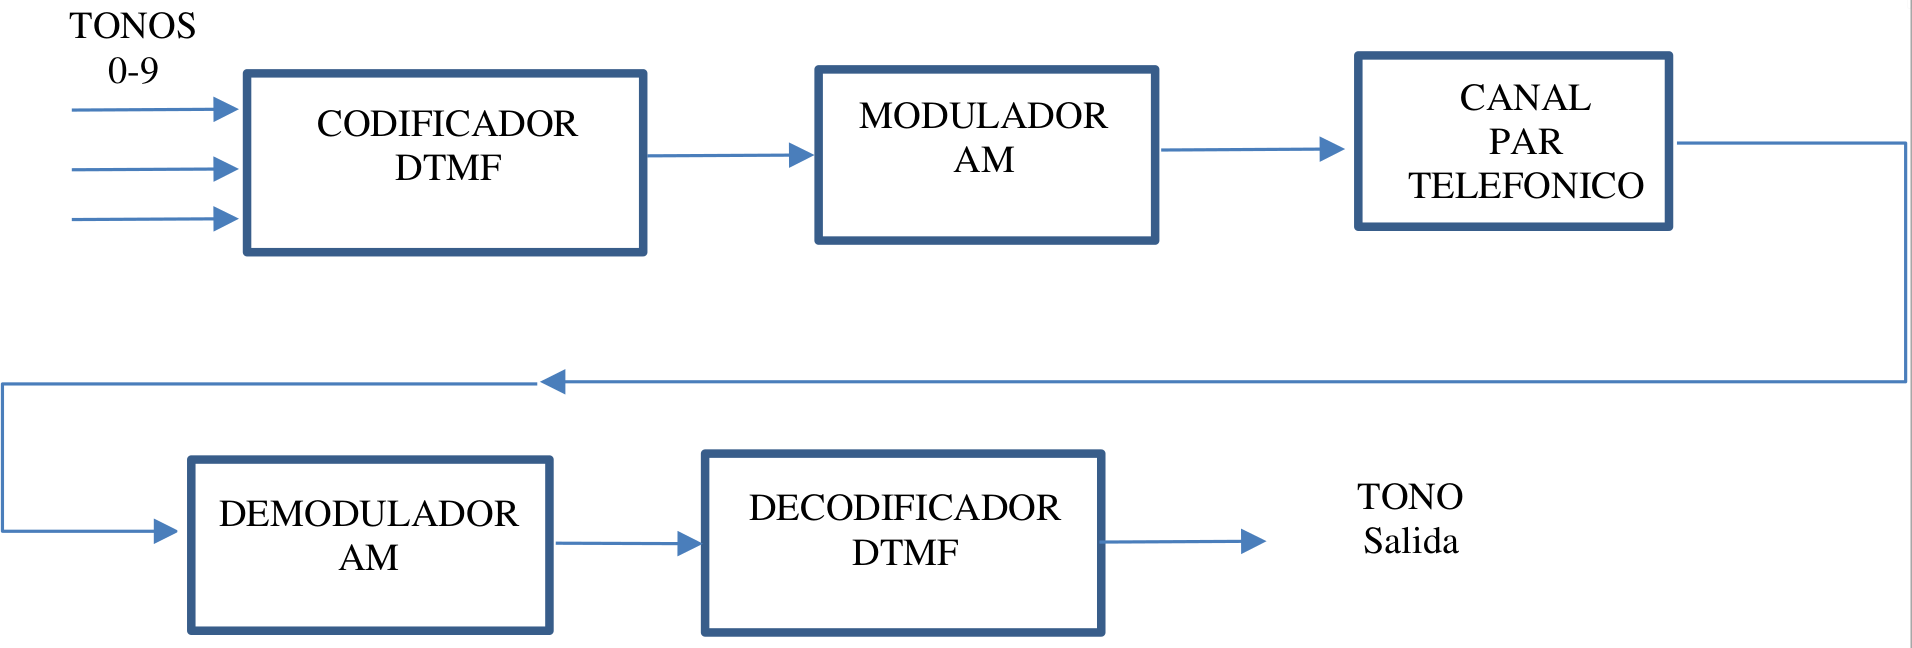 TONOS
0-9
CODIFICADOR
DTMF
MODULADOR
AM
CANAL
PAR
TELEFONICO
DEMODULADOR
AM
DECODIFICADOR
DTMF
TONO
Salida